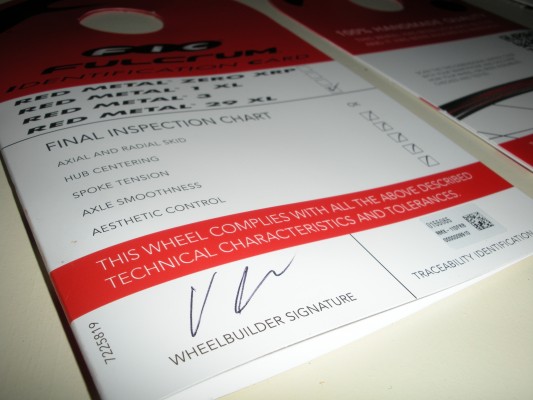 FULCRUM
IDENTIFICATION CARD
RED METAL ZERO XRP
RED METAL 1 XL
RED METAL 3
RED METAL 29 XL
FINAL INSPECTION CHART
OK
AXIAL AND RADIAL SKID
HUB CENTERING
SPOKE TENSION
AXLE SMOOTHNESS
AESTHETIC CONTROL
THIS WHEEL COMPLIES WITH ALL THE ABOVE DESCRIBED
TECHNICAL CHARACTERISTICS AND TOLERANCES.
WHEELBUILDER SIGNATURE
TRACEABILITY IDENTIFICATION
7225819
100% HANDMADE